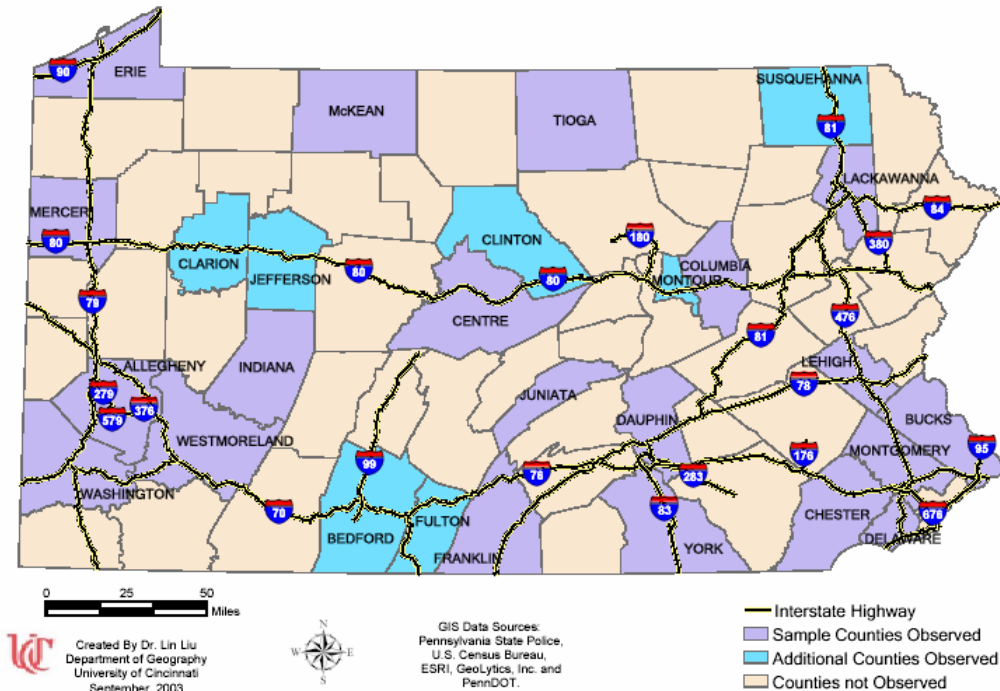 90
ERIE
McKEAN
TIOGA
SUSQUEHANNA
81
LACKAWANNA
84
MERCER
80
CLARION
JEFFERSON
80
CLINTON
80
180
COLUMBIA
MONTOUR
380
79
CENTRE
81
476
ALLEGHENY
INDIANA
279
376
579
JUNIATA
LEHIGH
78
DAUPHIN
BUCKS
WESTMORELAND
MONTGOMERY
95
99
76
283
176
WASHINGTON
70
FULTON
BEDFORD
FRANKLIN
83
YORK
CHESTER
676
DELAWARE
0 25 50
Miles
UC
Created By Dr. Lin Liu
Department of Geography
University of Cincinnati
September, 2003
N
W E
S
GIS Data Sources:
Pennsylvania State Police,
U.S. Census Bureau,
ESRI, GeoLytics, Inc. and
PennDOT.
Interstate Highway
Sample Counties Observed
Additional Counties Observed
Counties not Observed